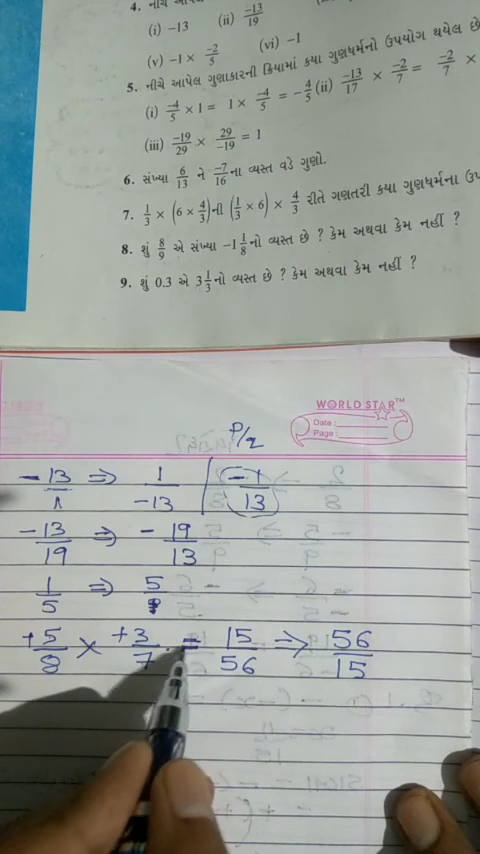 4. નીચે
(i) −13 (ii) −13/19
(v) −1 × −2/5 (vi) −1
5. નીચે આપેલ ગુણાકારની ક્રિયામાં કયા ગુણધર્મનો ઉપયોગ થયેલ છે
(i) −4/5 × 1 = 1 × −4/5 = −4/5 (ii) −13/17 × −2/7 = −2/7 ×
(iii) −19/29 × 29/−19 = 1
6. સંખ્યા 6/13 ને −7/16 ના વ્યસ્ત વડે ગુણો.
7. 1/3 × (6 × 4/3) ની (1/3 × 6) × 4/3 રીતે ગણતરી કયા ગુણધર્મના
8. શું 8/9 એ સંખ્યા −1 1/8 નો વ્યસ્ત છે ? કેમ અથવા કેમ નહીં ?
9. શું 0.3 એ 3 1/3 નો વ્યસ્ત છે ? કેમ અથવા કેમ નહીં ?
WORLD STAR™
P/q
Date :
Page :
−13/1 ⇒ 1/−13 −1/13
−13/19 ⇒ −19/13
1/5 ⇒ 5
+5/8 × +3/7 = 15/56 ⇒ 56/15